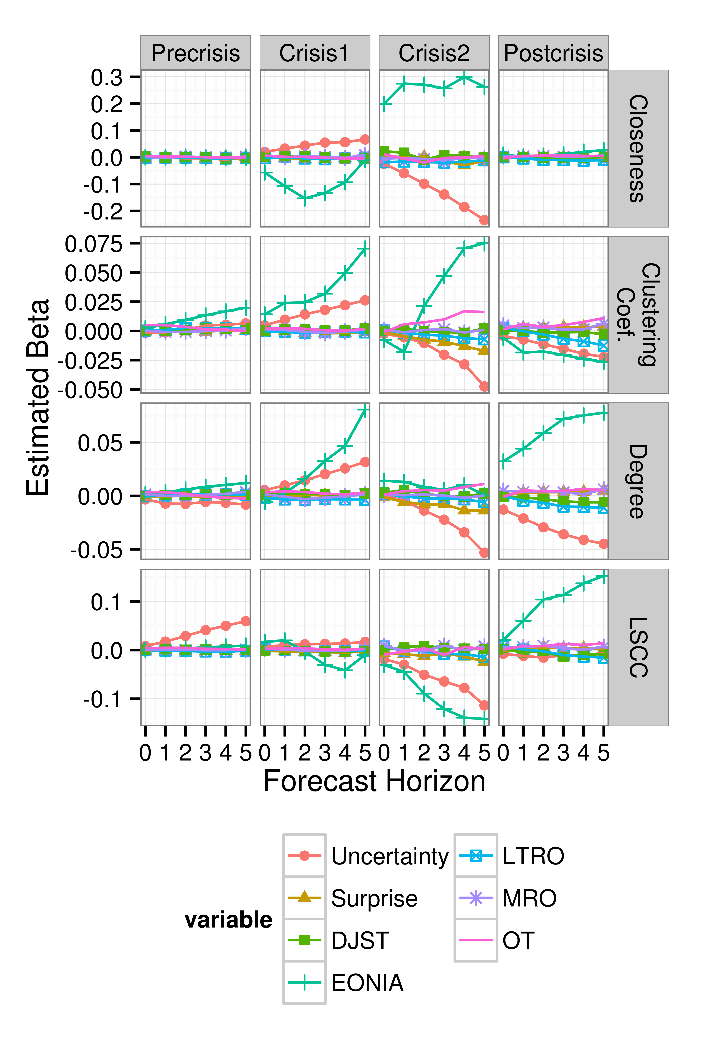 Precrisis Crisis1 Crisis2 Postcrisis
0.3
0.2
0.1
0.0
-0.1
-0.2
Closeness
0.075
0.050
0.025
0.000
-0.025
-0.050
Clustering
Coef.
Estimated Beta
0.05
0.00
-0.05
Degree
0.1
0.0
-0.1
LSCC
0 1 2 3 4 5 0 1 2 3 4 5 0 1 2 3 4 5 0 1 2 3 4 5
Forecast Horizon
variable
Uncertainty
Surprise
DJST
EONIA
LTRO
MRO
OT